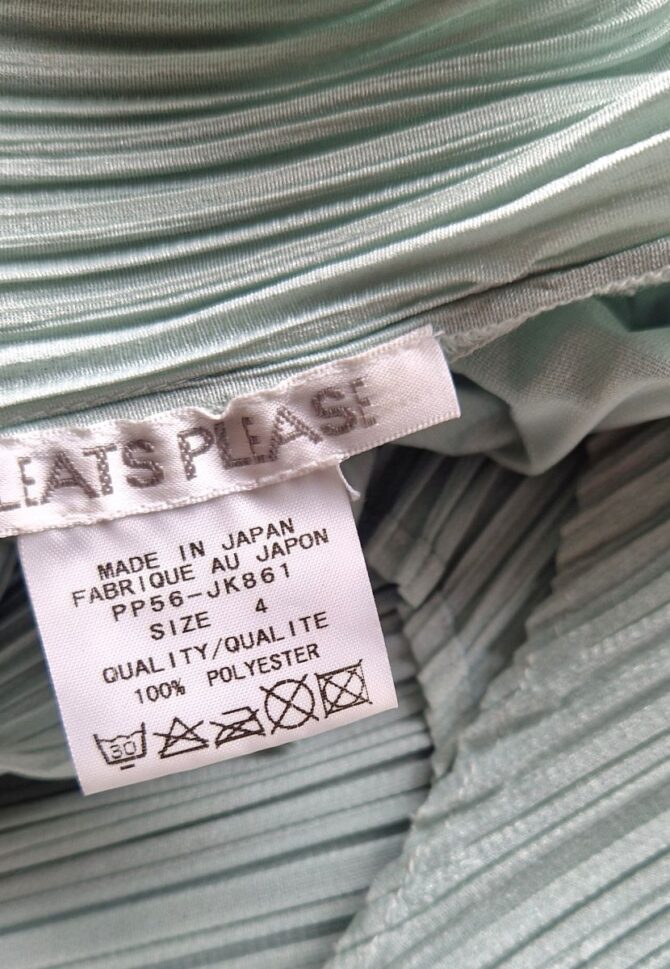 LEATS PLEASE
MADE IN JAPAN
FABRIQUE AU JAPON
PP56-JK861
SIZE 4
QUALITY/QUALITE
100% POLYESTER
30